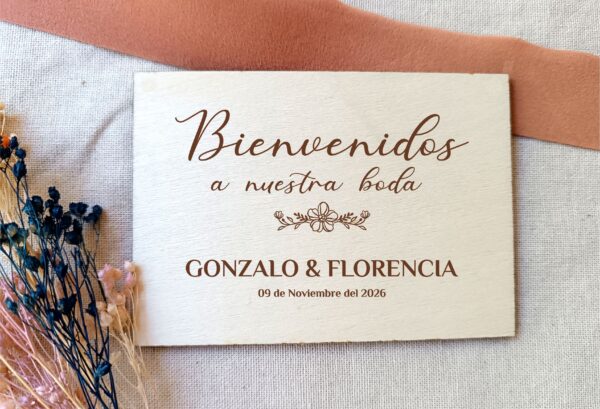 Bienvenidos
a nuestra boda
GONZALO & FLORENCIA
09 de Noviembre del 2026